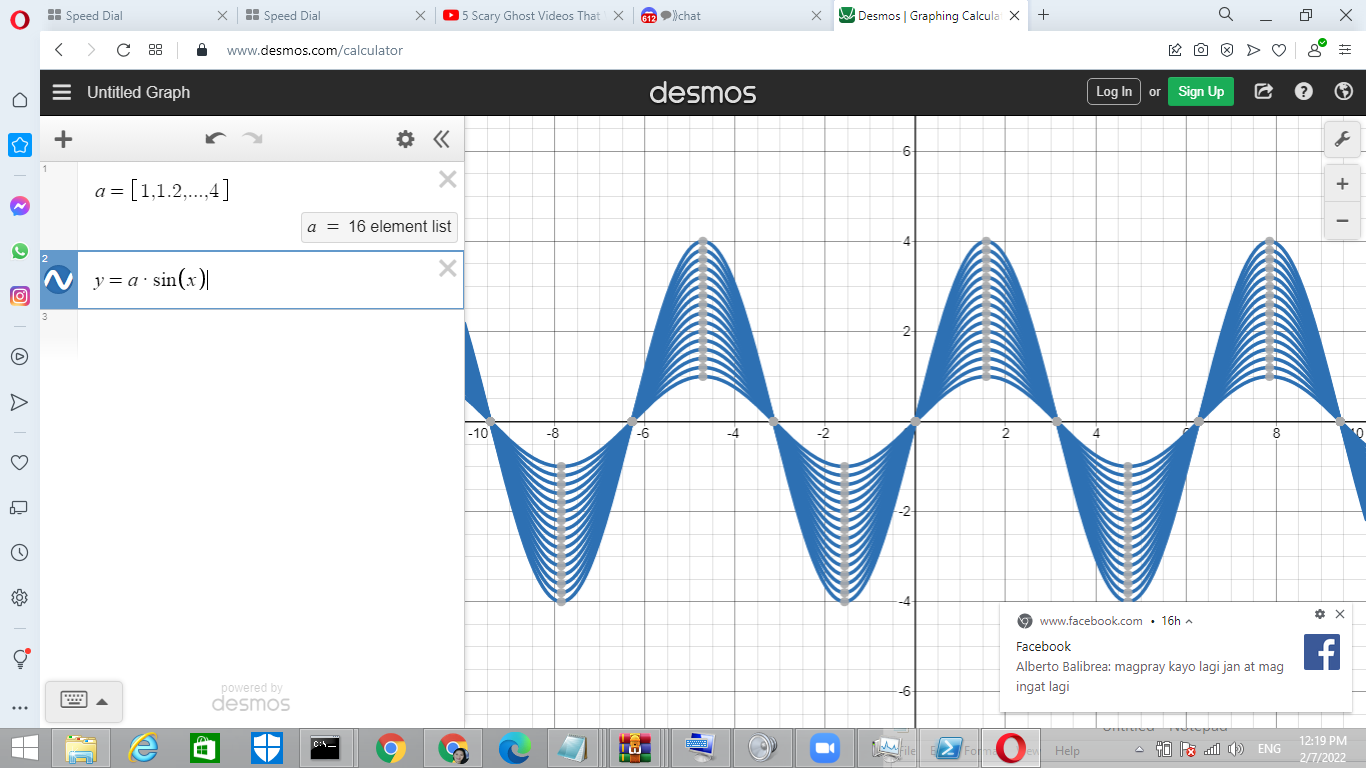 Speed Dial
Speed Dial
5 Scary Ghost Videos That
612
chat
Desmos | Graphing Calcula
www.desmos.com/calculator
Untitled Graph
desmos
Log In or Sign Up
1
a = [1,1.2,...,4]
a = 16 element list
2
y = a · sin(x)
3
6
4
2
-10 -8 -6 -4 -2 0 2 4 6 8 10
-2
-4
-6
www.facebook.com • 16h
Facebook
Alberto Balibrea: magpray kayo lagi jan at mag
ingat lagi
powered by
desmos
Untitled - Notepad
File Format Help
ENG
12:19 PM
2/7/2022